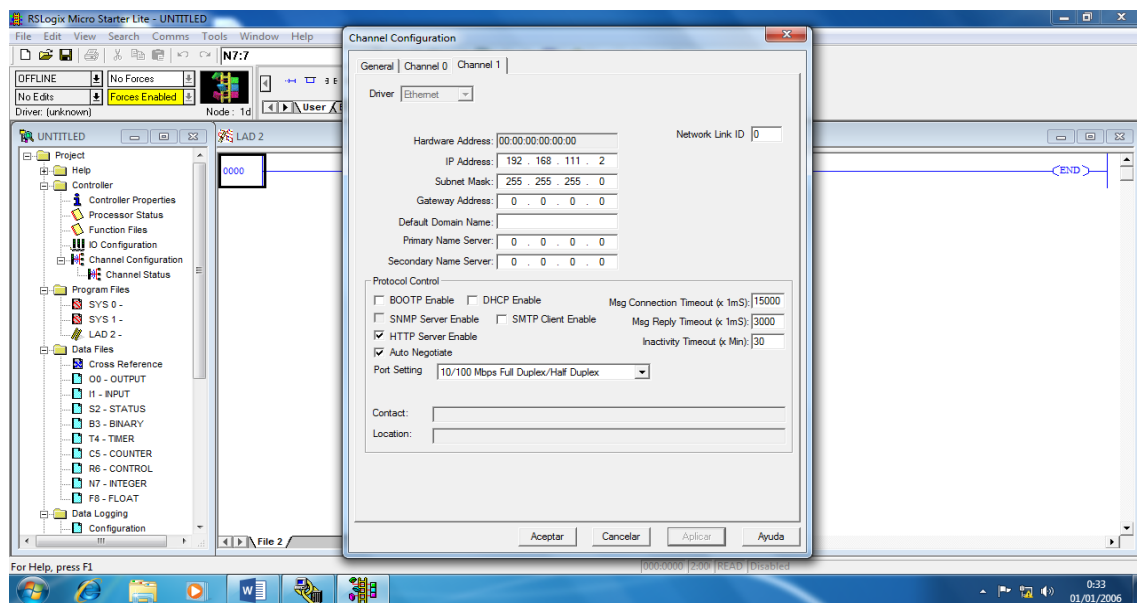 RSLogix Micro Starter Lite - UNTITLED
File Edit View Search Comms Tools Window Help
N7:7
OFFLINE No Forces
No Edits Forces Enabled
Driver: (unknown) Node : 1d
User
UNTITLED
Project
Help
Controller
Controller Properties
Processor Status
Function Files
IO Configuration
Channel Configuration
Channel Status
Program Files
SYS 0 -
SYS 1 -
LAD 2 -
Data Files
Cross Reference
O0 - OUTPUT
I1 - INPUT
S2 - STATUS
B3 - BINARY
T4 - TIMER
C5 - COUNTER
R6 - CONTROL
N7 - INTEGER
F8 - FLOAT
Data Logging
Configuration
LAD 2
0000
END
File 2
Channel Configuration
General Channel 0 Channel 1
Driver Ethernet
Hardware Address: 00:00:00:00:00:00 Network Link ID 0
IP Address: 192 . 168 . 111 . 2
Subnet Mask: 255 . 255 . 255 . 0
Gateway Address: 0 . 0 . 0 . 0
Default Domain Name:
Primary Name Server: 0 . 0 . 0 . 0
Secondary Name Server: 0 . 0 . 0 . 0
Protocol Control
BOOTP Enable DHCP Enable Msg Connection Timeout (x 1mS): 15000
SNMP Server Enable SMTP Client Enable Msg Reply Timeout (x 1mS): 3000
HTTP Server Enable Inactivity Timeout (x Min): 30
Auto Negotiate
Port Setting 10/100 Mbps Full Duplex/Half Duplex
Contact:
Location:
Aceptar Cancelar Aplicar Ayuda
For Help, press F1
000:0000 2:00 READ Disabled
0:33
01/01/2006